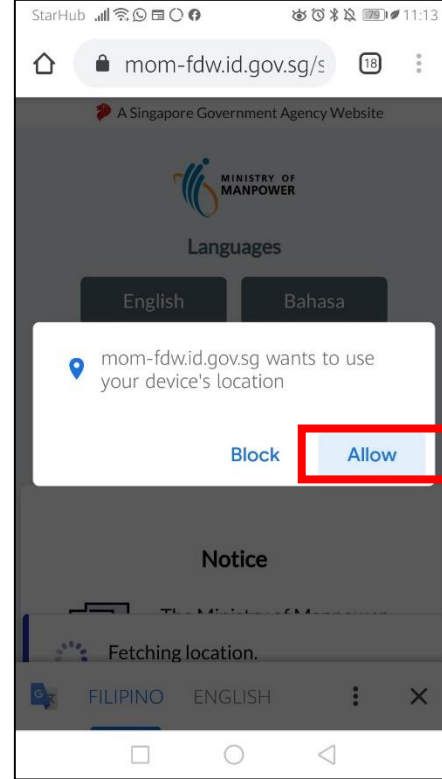 StarHub 79 11:13
mom-fdw.id.gov.sg/s 18
A Singapore Government Agency Website
MINISTRY OF
MANPOWER
Languages
English Bahasa
mom-fdw.id.gov.sg wants to use
your device's location
Block Allow
Notice
The Ministry of Manpower
Fetching location.
FILIPINO ENGLISH